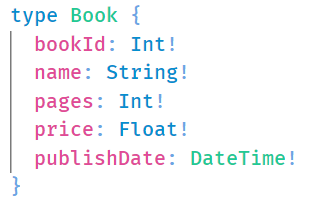 type Book {
  bookId: Int!
  name: String!
  pages: Int!
  price: Float!
  publishDate: DateTime!
}